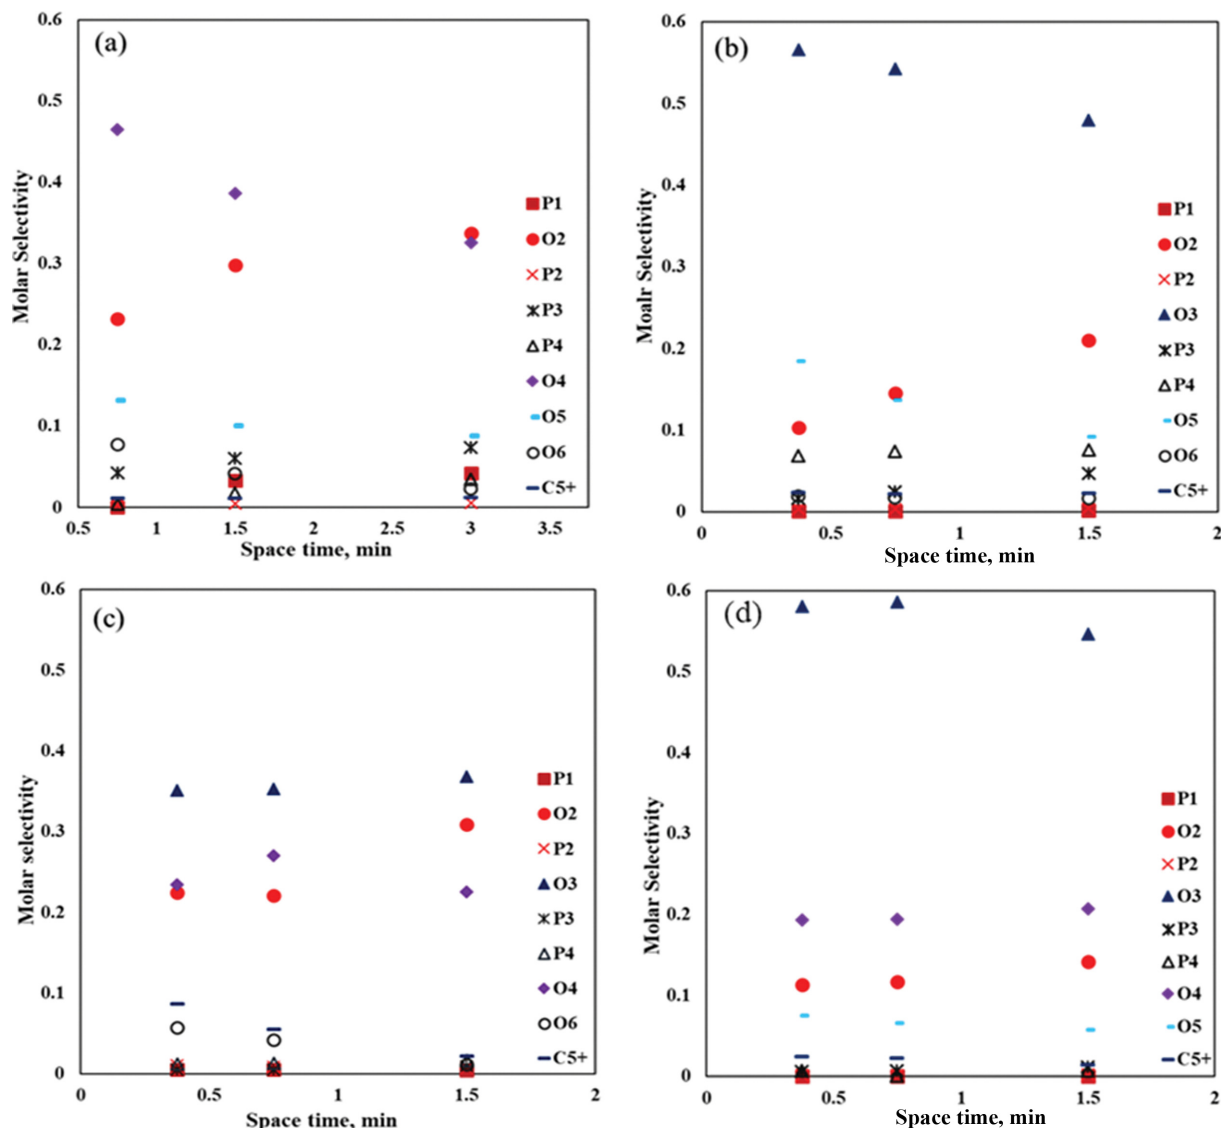 (a)
0.6
0.5
0.4
0.3
0.2
0.1
0
0.5 1 1.5 2 2.5 3 3.5
Molar Selectivity
Space time, min
P1
O2
P2
P3
P4
O4
O5
O6
C5+
(b)
0.6
0.5
0.4
0.3
0.2
0.1
0
0 0.5 1 1.5 2
Moalr Selectivity
Space time, min
P1
O2
P2
O3
P3
P4
O5
O6
C5+
(c)
0.6
0.5
0.4
0.3
0.2
0.1
0
0 0.5 1 1.5 2
Molar selectivity
Space time, min
P1
O2
P2
O3
P3
P4
O4
O6
C5+
(d)
0.6
0.5
0.4
0.3
0.2
0.1
0
0 0.5 1 1.5 2
Molar Selectivity
Space time, min
P1
O2
P2
O3
P3
P4
O4
O5
C5+